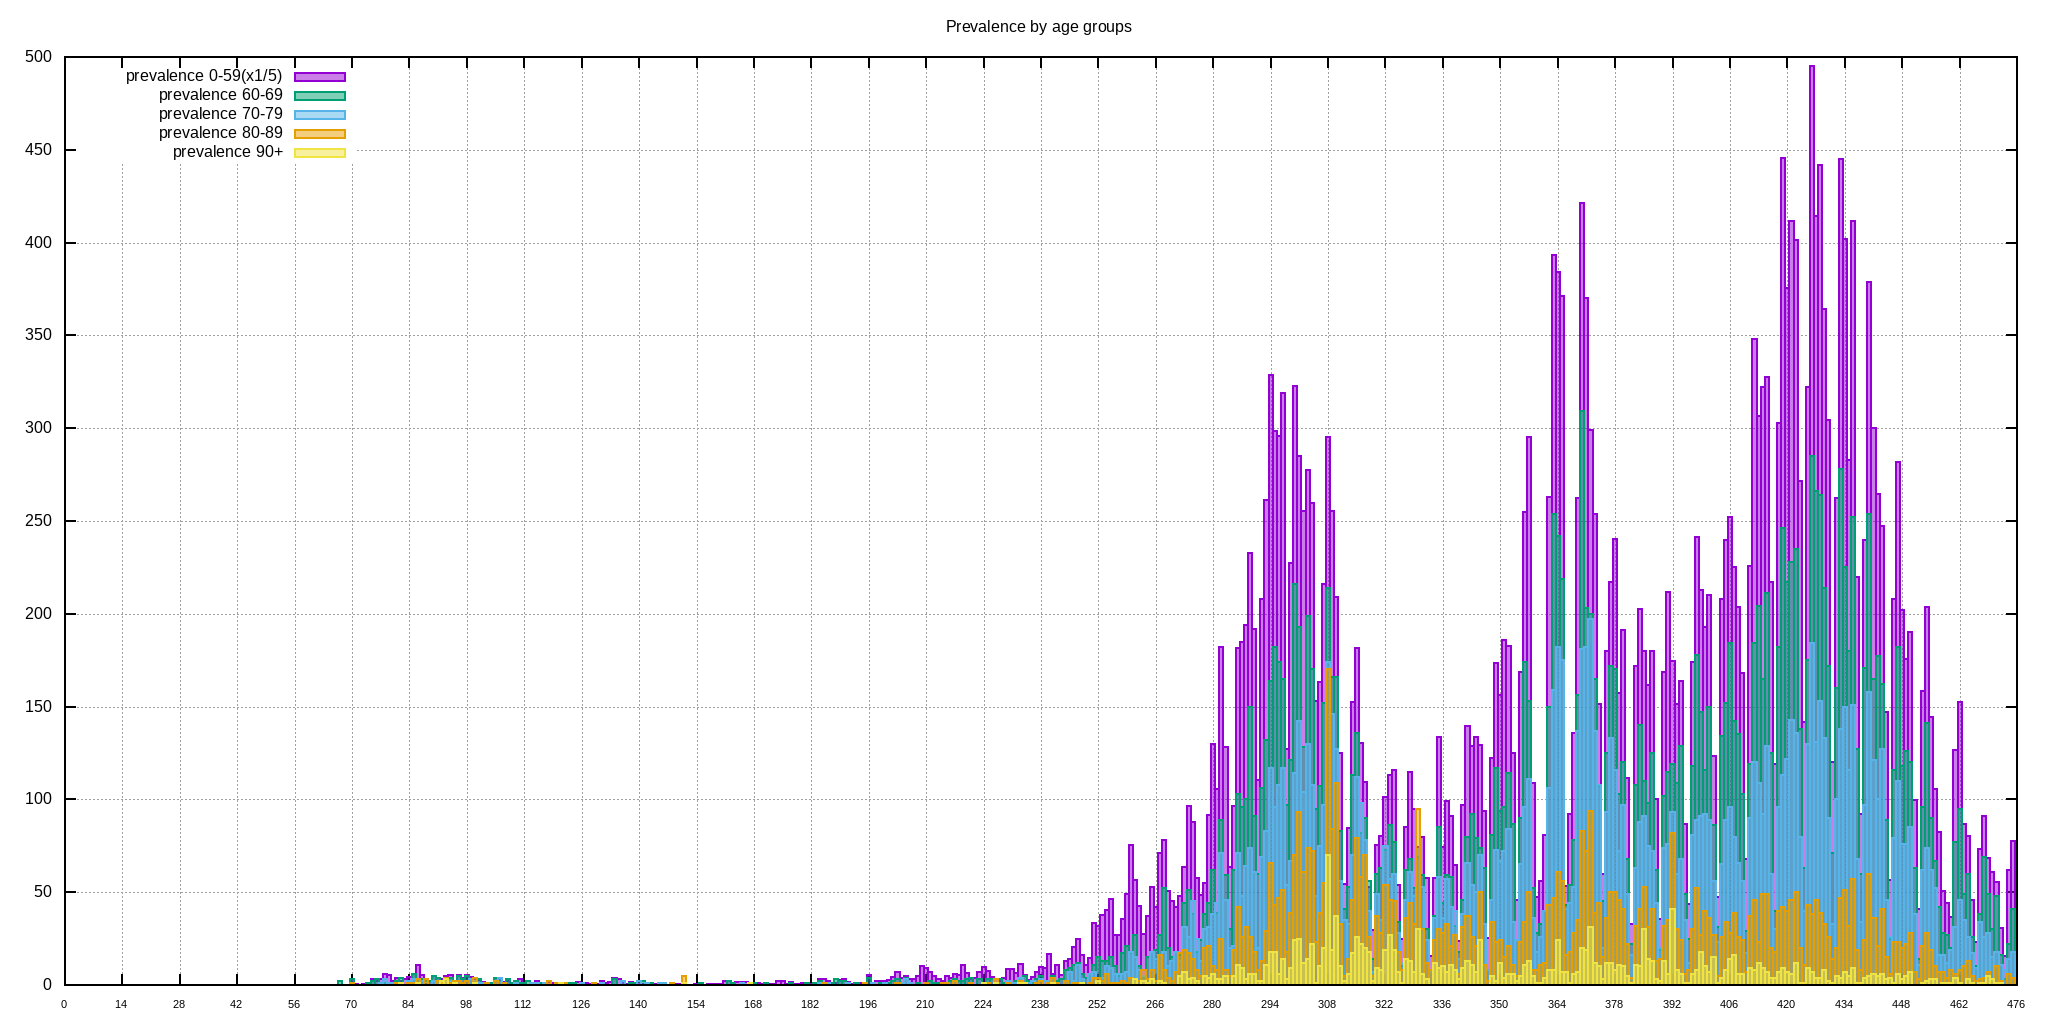 Prevalence by age groups
500
450
400
350
300
250
200
150
100
50
0
prevalence 0-59(x1/5)
prevalence 60-69
prevalence 70-79
prevalence 80-89
prevalence 90+
0 14 28 42 56 70 84 98 112 126 140 154 168 182 196 210 224 238 252 266 280 294 308 322 336 350 364 378 392 406 420 434 448 462 476